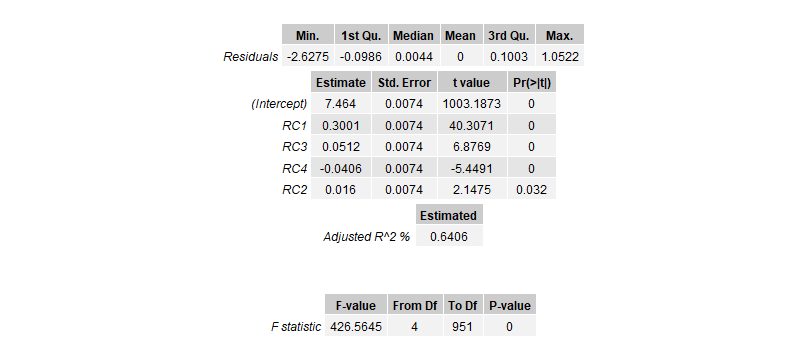 Min. 1st Qu. Median Mean 3rd Qu. Max.
Residuals -2.6275 -0.0986 0.0044 0 0.1003 1.0522
Estimate Std. Error t value Pr(>|t|)
(Intercept) 7.464 0.0074 1003.1873 0
RC1 0.3001 0.0074 40.3071 0
RC3 0.0512 0.0074 6.8769 0
RC4 -0.0406 0.0074 -5.4491 0
RC2 0.016 0.0074 2.1475 0.032
Estimated
Adjusted R^2 % 0.6406
F-value From Df To Df P-value
F statistic 426.5645 4 951 0